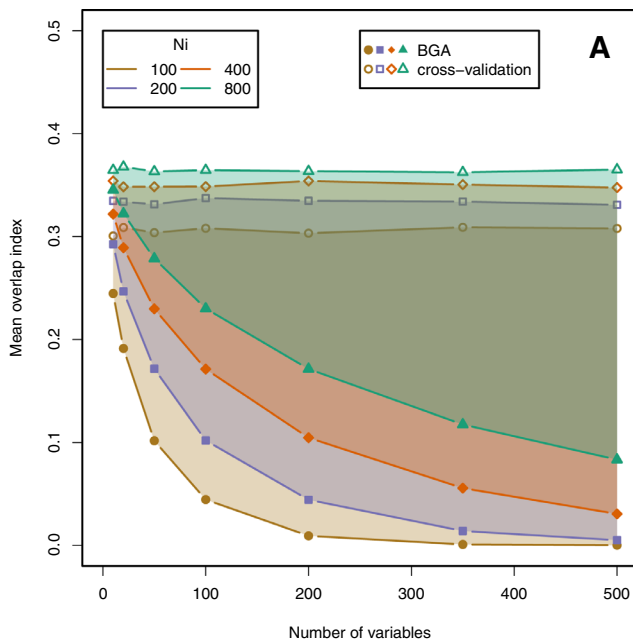 A
Ni
100 400
200 800
BGA
cross−validation
Mean overlap index
0.5
0.4
0.3
0.2
0.1
0.0
0 100 200 300 400 500
Number of variables